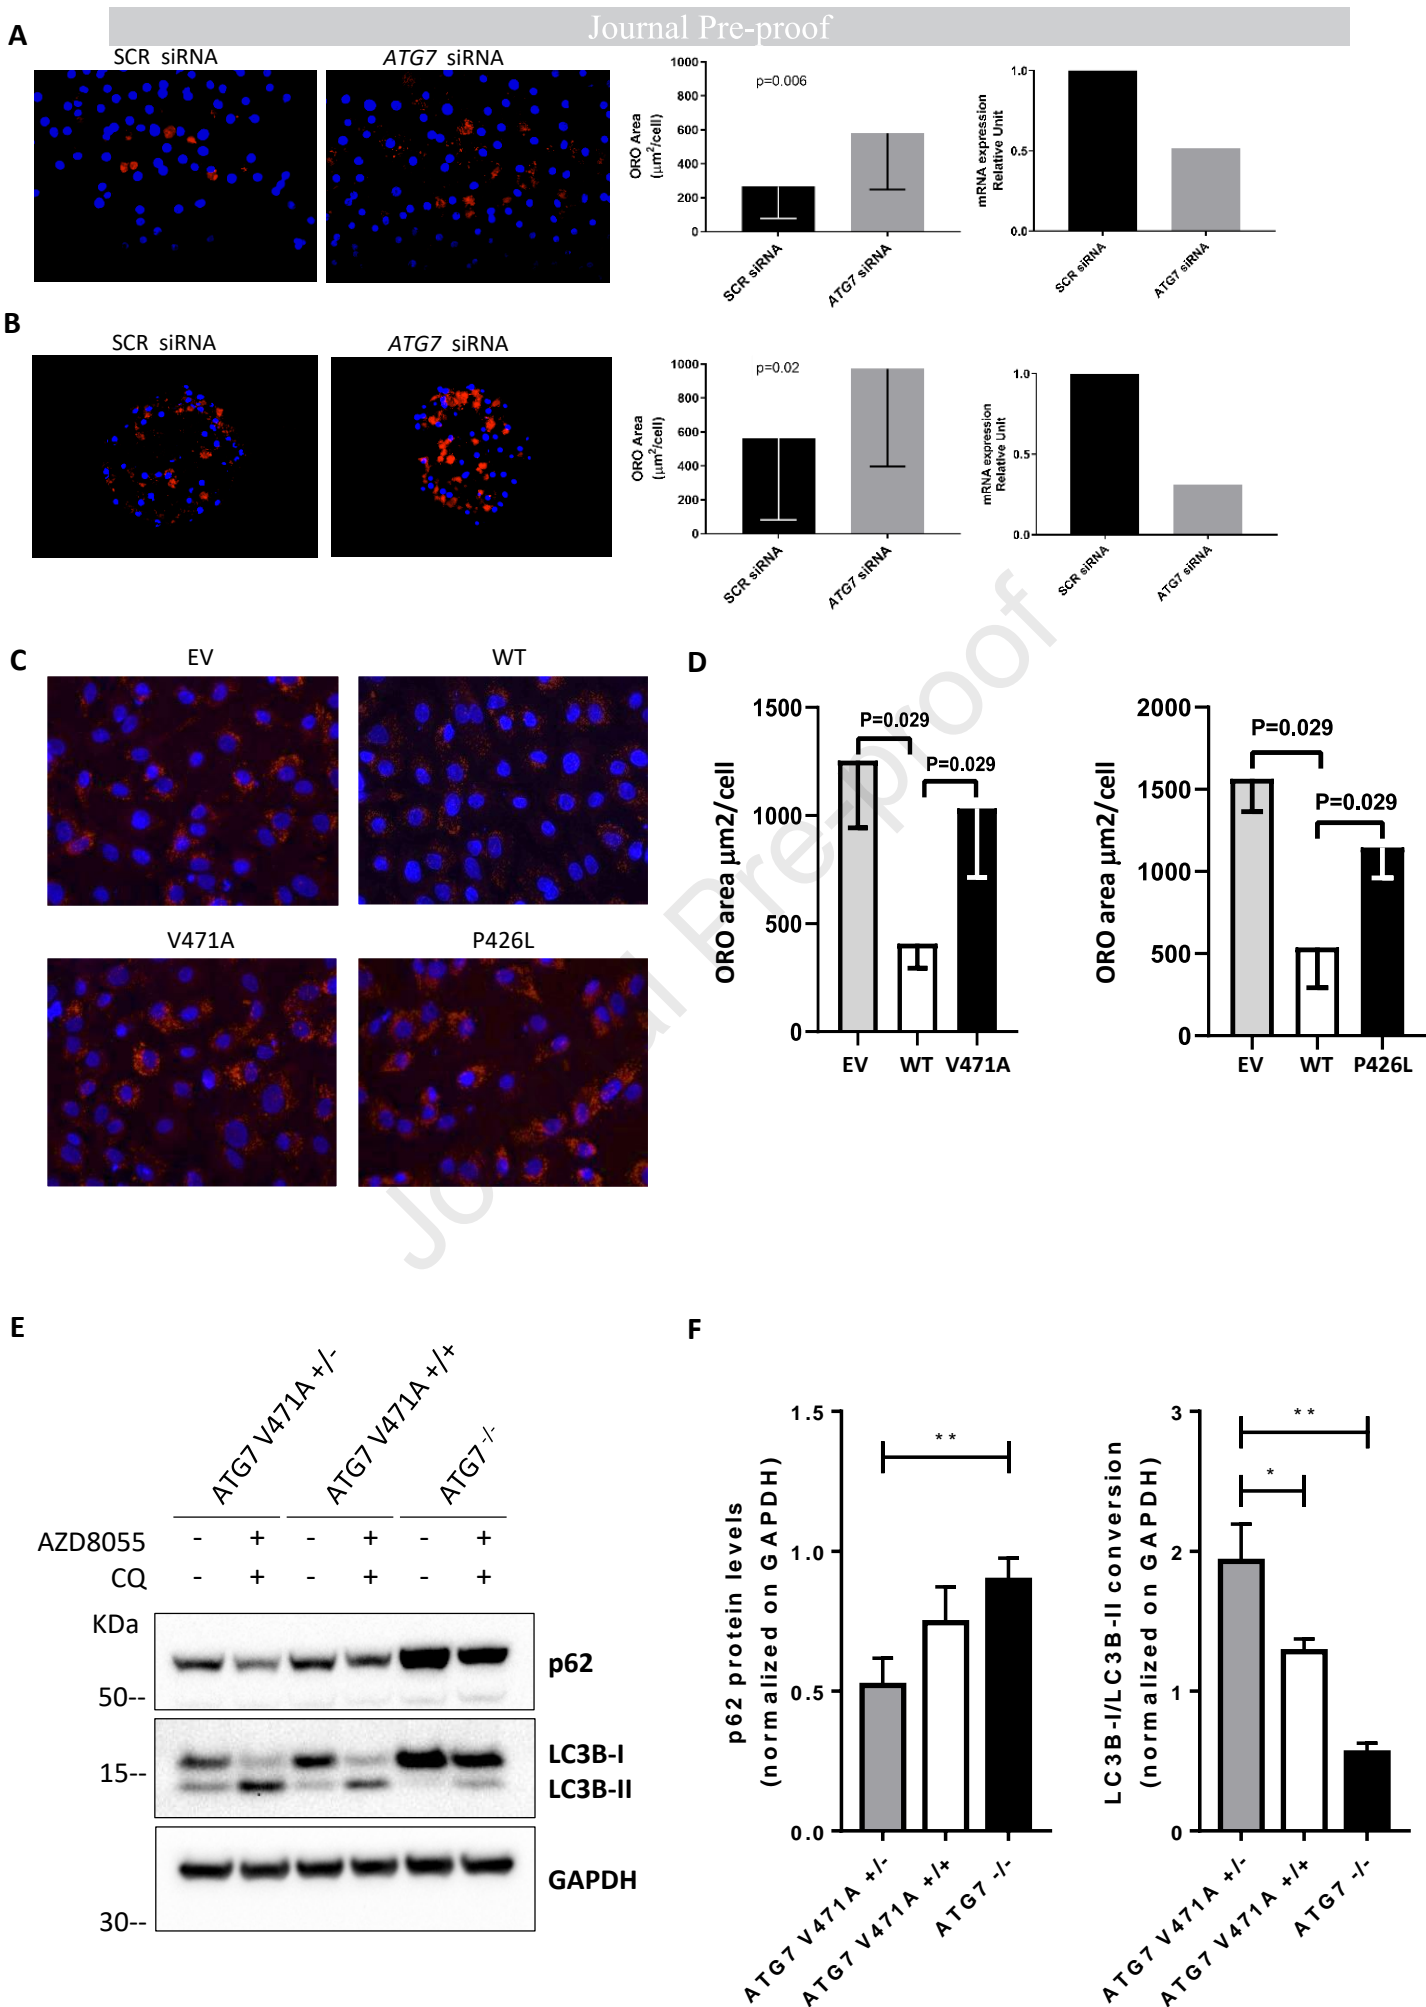 Journal Pre-proof
A
SCR siRNA
ATG7 siRNA
ORO Area
(μm²/cell)
1000
800
600
400
200
0
p=0.006
SCR siRNA
ATG7 siRNA
mRNA expression
Relative Unit
1.0
0.5
0.0
SCR siRNA
ATG7 siRNA
B
SCR siRNA
ATG7 siRNA
ORO Area
(μm²/cell)
1000
800
600
400
200
0
p=0.02
SCR siRNA
ATG7 siRNA
mRNA expression
Relative Unit
1.0
0.5
0.0
SCR siRNA
ATG7 siRNA
C
EV
WT
V471A
P426L
D
ORO area μm2/cell
1500
1000
500
0
P=0.029
P=0.029
EV WT V471A
ORO area μm2/cell
2000
1500
1000
500
0
P=0.029
P=0.029
EV WT P426L
Journal Pre-proof
E
ATG7 V471A +/-
ATG7 V471A +/+
ATG7 -/-
AZD8055 - + - + - +
CQ - + - + - +
KDa
50--
p62
15--
LC3B-I
LC3B-II
GAPDH
30--
F
p62 protein levels
(normalized on GAPDH)
1.5
1.0
0.5
0.0
**
ATG7 V471A +/-
ATG7 V471A +/+
ATG7 -/-
LC3B-I/LC3B-II conversion
(normalized on GAPDH)
3
2
1
0
**
*
ATG7 V471A +/-
ATG7 V471A +/+
ATG7 -/-